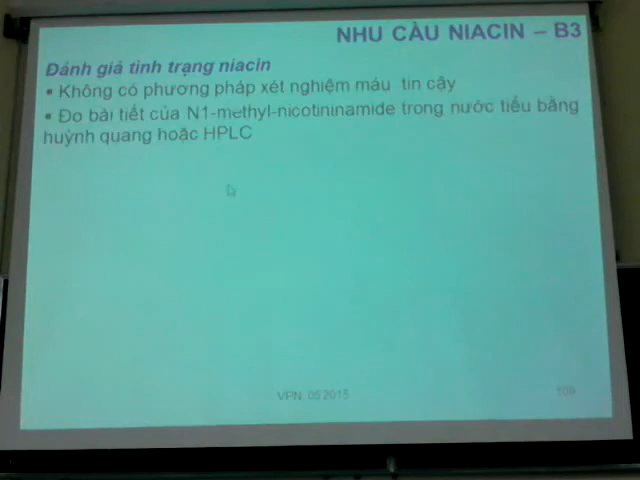 NHU CẦU NIACIN – B3
Đánh giá tình trạng niacin
▪ Không có phương pháp xét nghiệm máu tin cậy
▪ Đo bài tiết của N1-methyl-nicotininamide trong nước tiểu bằng
huỳnh quang hoặc HPLC
VPN. 05 2015
109